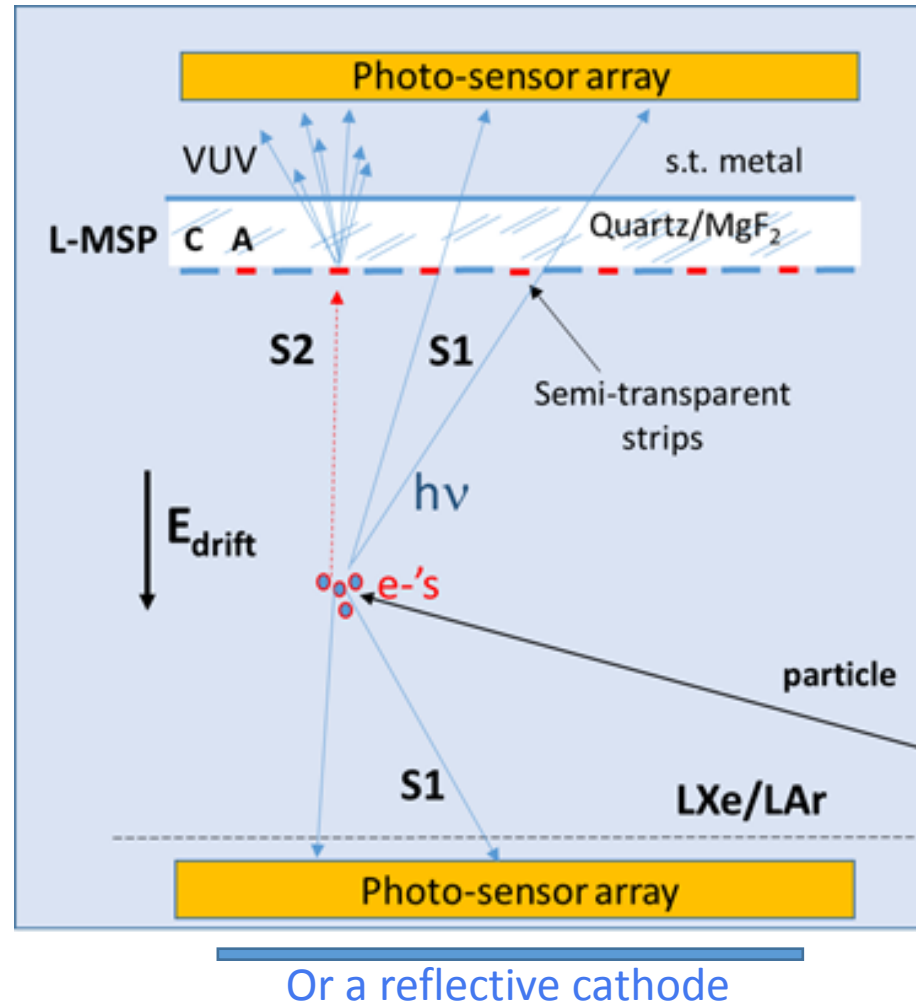 Photo-sensor array
VUV
s.t. metal
L-MSP C A
Quartz/MgF₂
S2
S1
Semi-transparent
strips
hν
E_drift
e-'s
particle
S1
LXe/LAr
Photo-sensor array
Or a reflective cathode